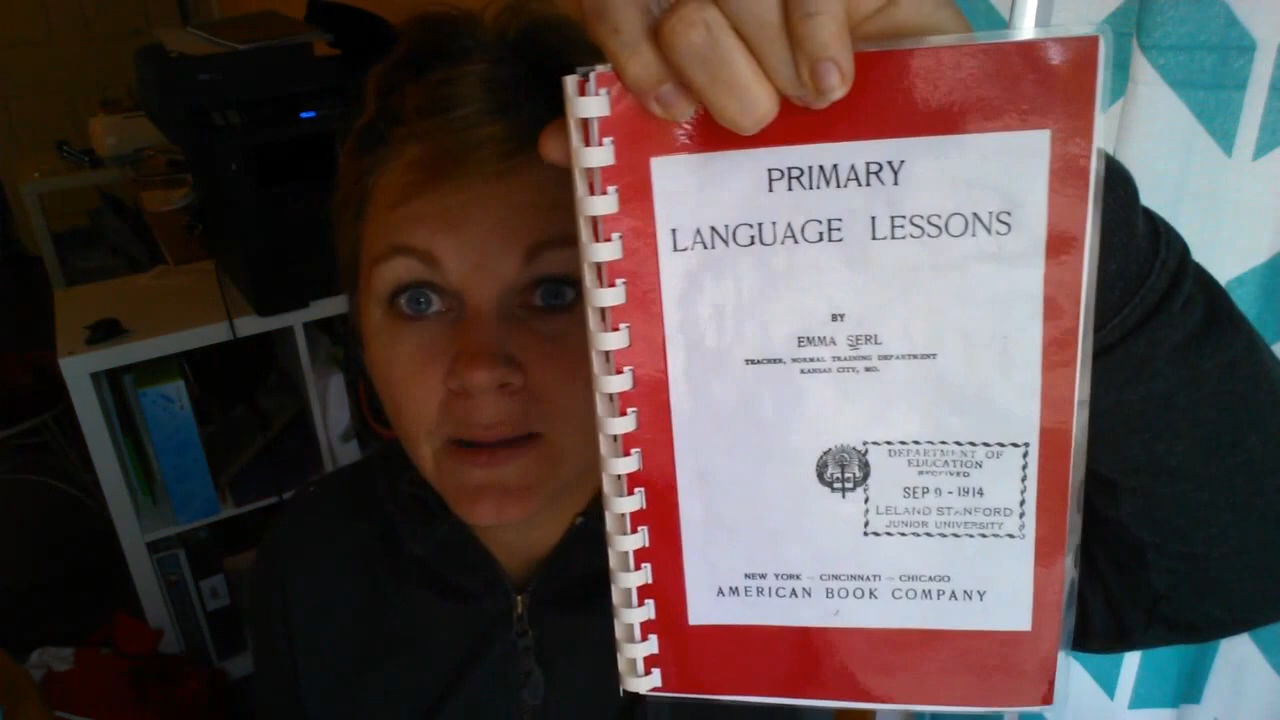 PRIMARY
LANGUAGE LESSONS
BY
EMMA SERL
TEACHER, NORMAL TRAINING DEPARTMENT
KANSAS CITY, MO.
DEPARTMENT OF
EDUCATION
RECEIVED
SEP 9 - 1914
LELAND STANFORD
JUNIOR UNIVERSITY
NEW YORK - CINCINNATI - CHICAGO
AMERICAN BOOK COMPANY